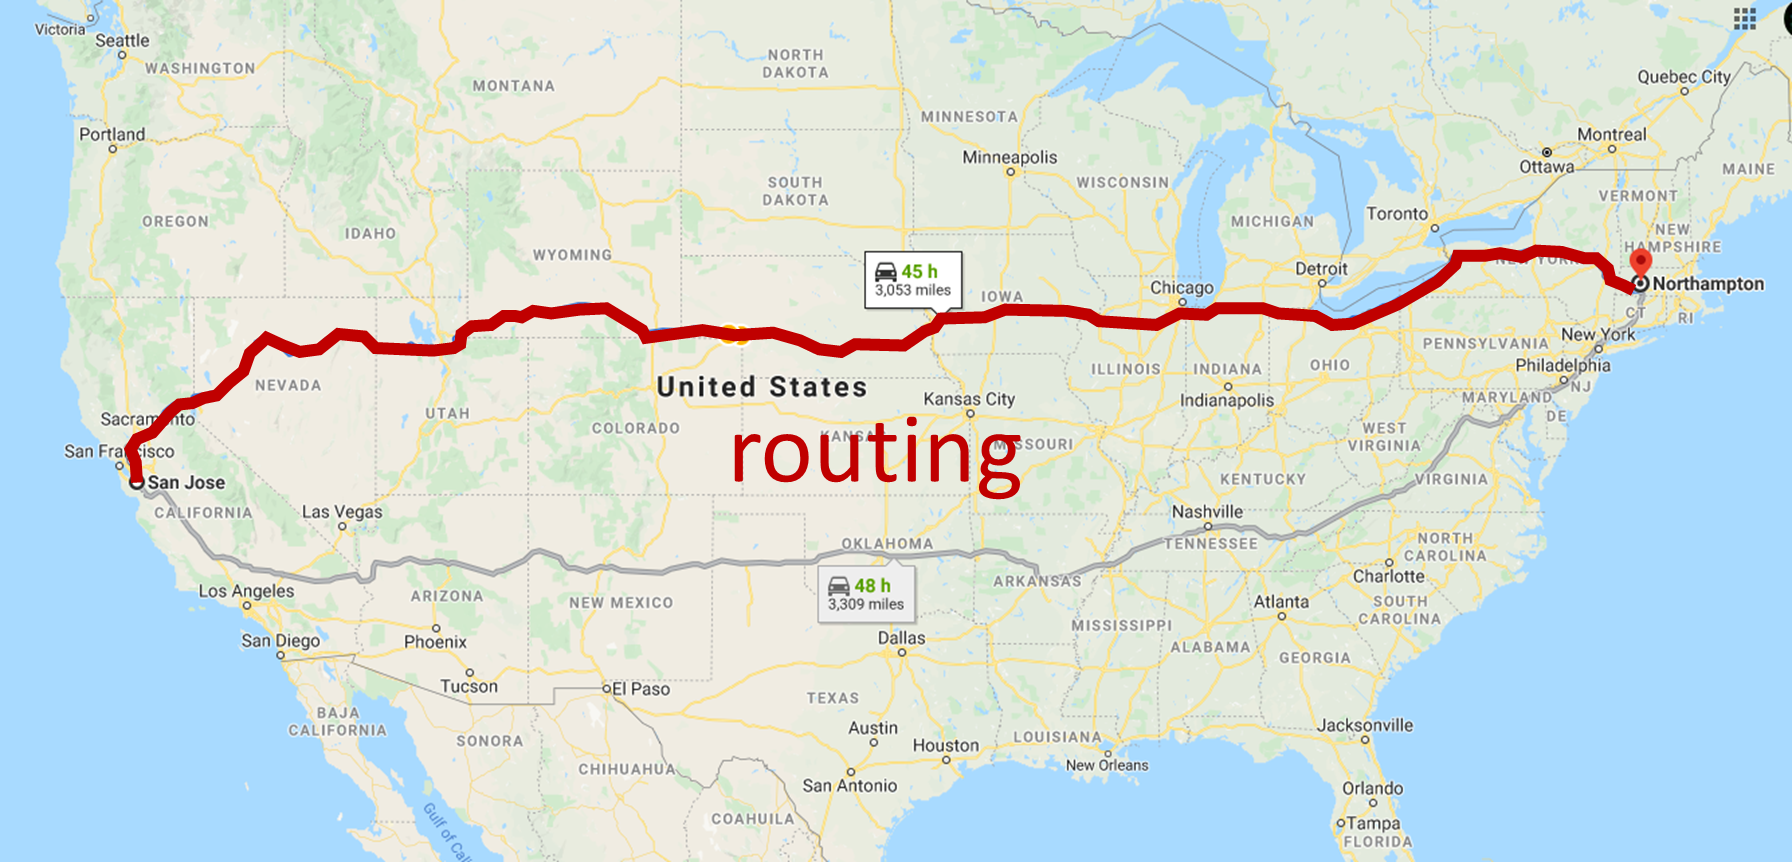 Victoria
Seattle
WASHINGTON
MONTANA
NORTH
DAKOTA
MINNESOTA
Quebec City
Portland
Minneapolis
Montreal
Ottawa
MAINE
SOUTH
DAKOTA
WISCONSIN
VERMONT
OREGON
IDAHO
MICHIGAN
Toronto
NEW
HAMPSHIRE
WYOMING
NEW YORK
45 h
3,053 miles
Detroit
Chicago
Northampton
IOWA
CT
RI
New York
PENNSYLVANIA
NEVADA
United States
ILLINOIS
INDIANA
OHIO
Philadelphia
NJ
Kansas City
Indianapolis
MARYLAND
DE
Sacramento
UTAH
COLORADO
KANSAS
MISSOURI
WEST
VIRGINIA
San Francisco
routing
San Jose
KENTUCKY
VIRGINIA
CALIFORNIA
Las Vegas
Nashville
OKLAHOMA
TENNESSEE
NORTH
CAROLINA
Los Angeles
ARIZONA
NEW MEXICO
48 h
3,309 miles
ARKANSAS
Charlotte
Atlanta
SOUTH
CAROLINA
San Diego
Phoenix
Dallas
MISSISSIPPI
ALABAMA
GEORGIA
Tucson
El Paso
TEXAS
BAJA
CALIFORNIA
SONORA
Austin
Houston
LOUISIANA
Jacksonville
CHIHUAHUA
San Antonio
New Orleans
Orlando
COAHUILA
Tampa
FLORIDA
Gulf of Cal